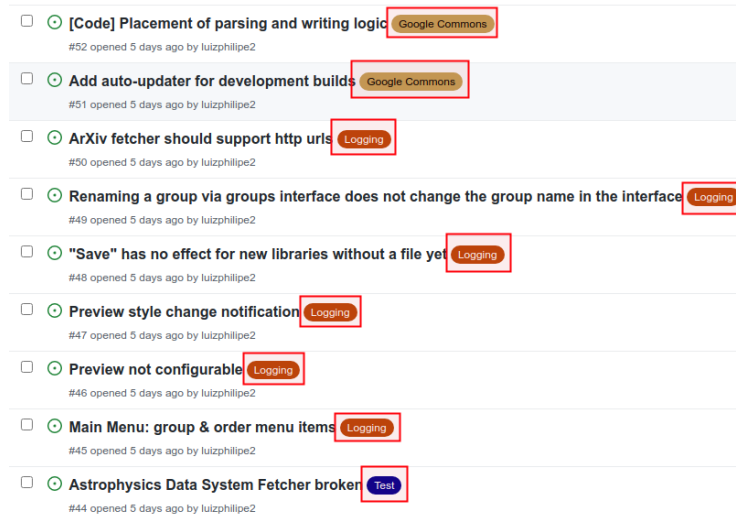 [Code] Placement of parsing and writing logic Google Commons
#52 opened 5 days ago by luizphilipe2
Add auto-updater for development builds Google Commons
#51 opened 5 days ago by luizphilipe2
ArXiv fetcher should support http urls Logging
#50 opened 5 days ago by luizphilipe2
Renaming a group via groups interface does not change the group name in the interface Logging
#49 opened 5 days ago by luizphilipe2
"Save" has no effect for new libraries without a file yet Logging
#48 opened 5 days ago by luizphilipe2
Preview style change notification Logging
#47 opened 5 days ago by luizphilipe2
Preview not configurable Logging
#46 opened 5 days ago by luizphilipe2
Main Menu: group & order menu items Logging
#45 opened 5 days ago by luizphilipe2
Astrophysics Data System Fetcher broken Test
#44 opened 5 days ago by luizphilipe2